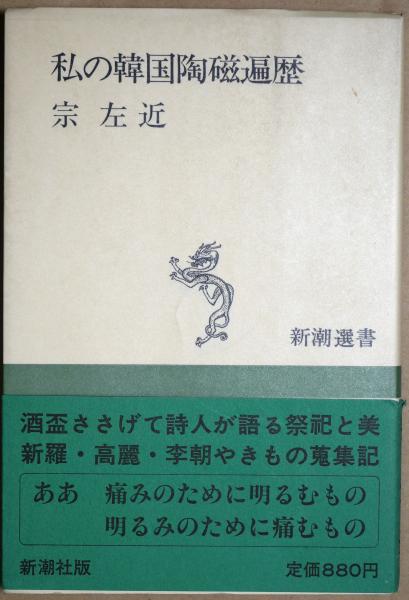 私の韓国陶磁遍歴
宗 左近
新潮選書
酒盃ささげて詩人が語る祭祀と美
新羅・高麗・李朝やきもの蒐集記
ああ 痛みのために明るむもの
明るみのために痛むもの
新潮社版 定価880円